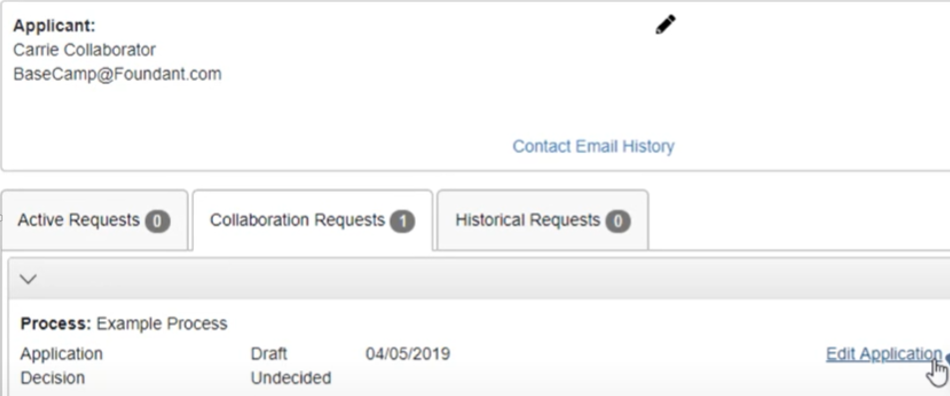 Applicant:
Carrie Collaborator
BaseCamp@Foundant.com
Contact Email History
Active Requests 0
Collaboration Requests 1
Historical Requests 0
Process: Example Process
Application Draft 04/05/2019 Edit Application
Decision Undecided